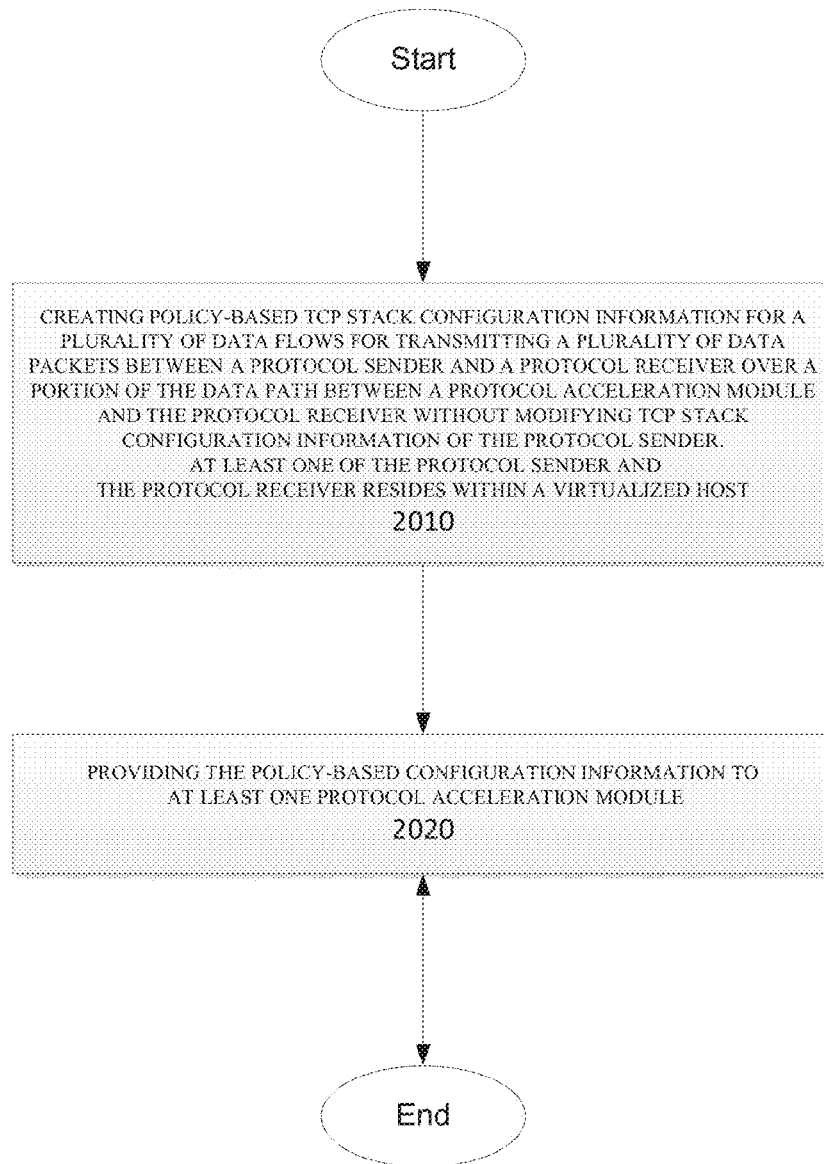 Start
CREATING POLICY-BASED TCP STACK CONFIGURATION INFORMATION FOR A
PLURALITY OF DATA FLOWS FOR TRANSMITTING A PLURALITY OF DATA
PACKETS BETWEEN A PROTOCOL SENDER AND A PROTOCOL RECEIVER OVER A
PORTION OF THE DATA PATH BETWEEN A PROTOCOL ACCELERATION MODULE
AND THE PROTOCOL RECEIVER WITHOUT MODIFYING TCP STACK
CONFIGURATION INFORMATION OF THE PROTOCOL SENDER.
AT LEAST ONE OF THE PROTOCOL SENDER AND
THE PROTOCOL RECEIVER RESIDES WITHIN A VIRTUALIZED HOST
2010
PROVIDING THE POLICY-BASED CONFIGURATION INFORMATION TO
AT LEAST ONE PROTOCOL ACCELERATION MODULE
2020
End